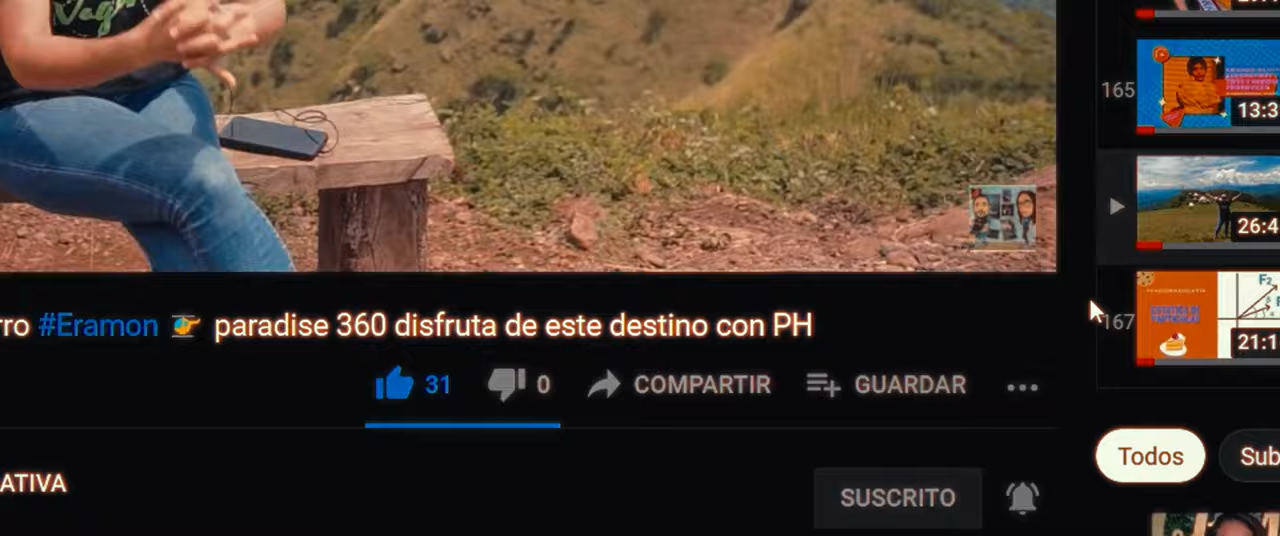 165
13:3
26:4
rro #Eramon paradise 360 disfruta de este destino con PH
167
F2
21:1
31 0 COMPARTIR GUARDAR
Todos Sub
ATIVA
SUSCRITO